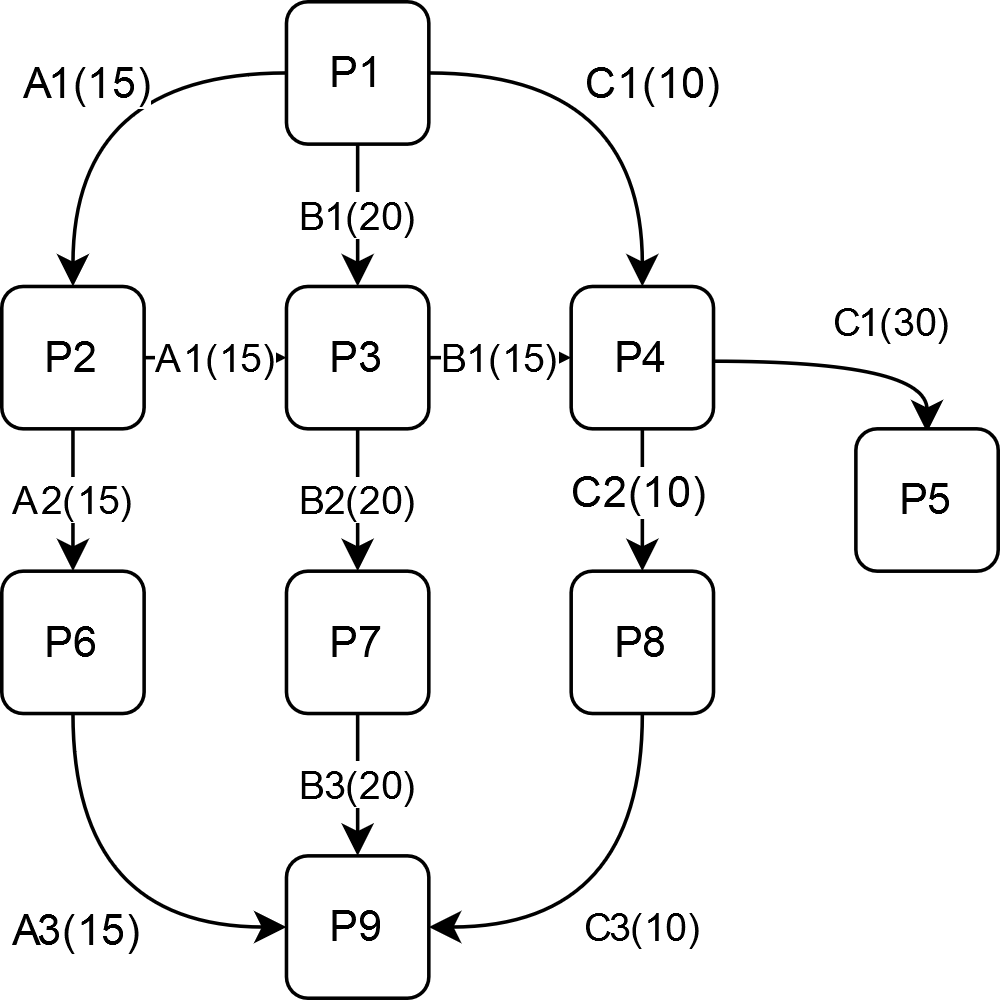 P1
A1(15)
C1(10)
B1(20)
P2
A1(15)
P3
B1(15)
P4
C1(30)
A2(15)
B2(20)
C2(10)
P5
P6
P7
P8
B3(20)
A3(15)
P9
C3(10)